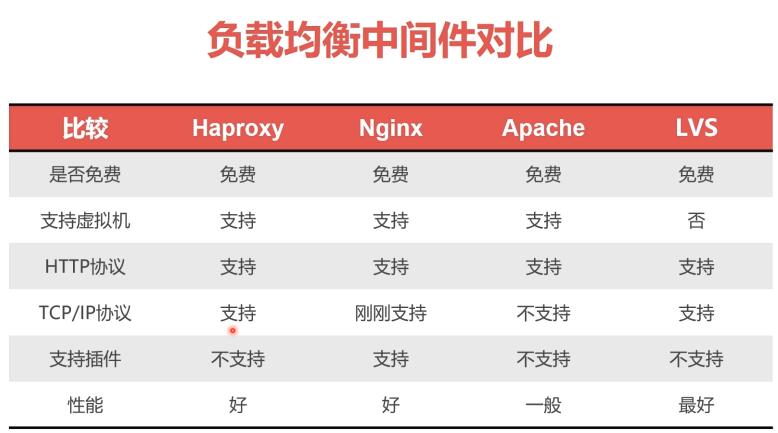 负载均衡中间件对比
比较 Haproxy Nginx Apache LVS
是否免费 免费 免费 免费 免费
支持虚拟机 支持 支持 支持 否
HTTP协议 支持 支持 支持 支持
TCP/IP协议 支持 刚刚支持 不支持 支持
支持插件 不支持 支持 不支持 不支持
性能 好 好 一般 最好